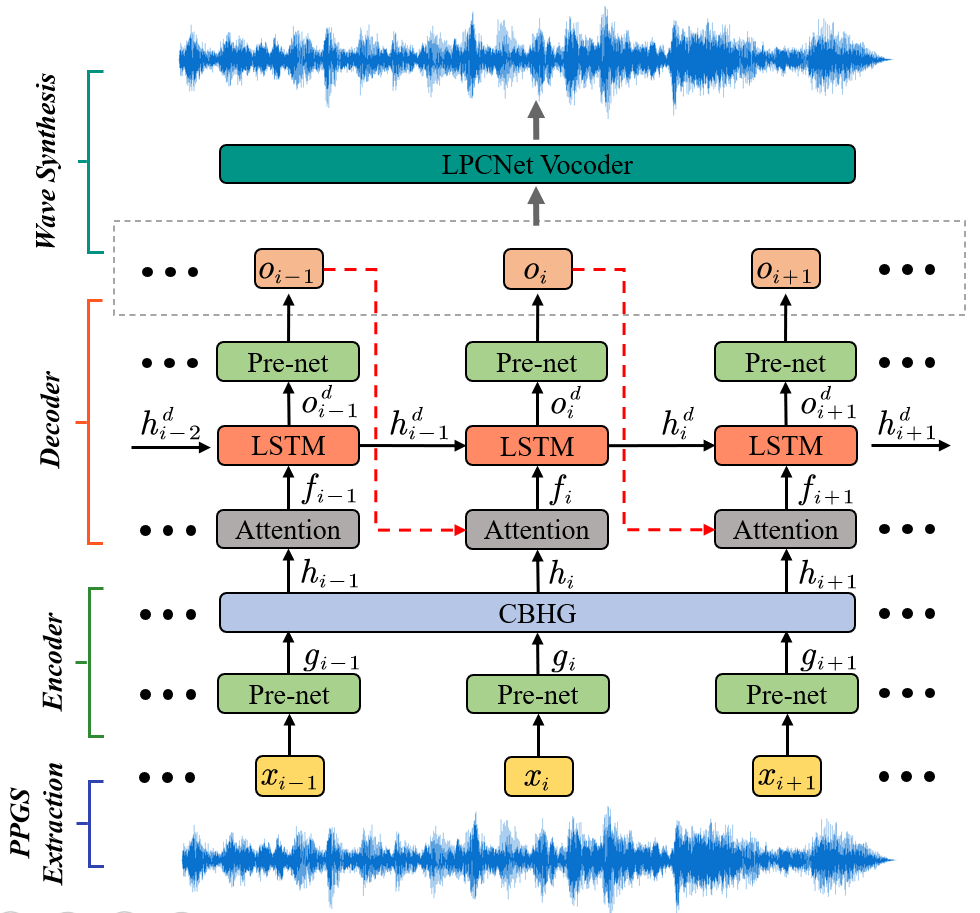 Wave Synthesis
LPCNet Vocoder
• • • o_{i−1} o_i o_{i+1} • • •
Decoder
• • • Pre-net Pre-net Pre-net • • •
o^d_{i−1} o^d_i o^d_{i+1}
h^d_{i−2} h^d_{i−1} h^d_i h^d_{i+1}
LSTM LSTM LSTM
f_{i−1} f_i f_{i+1}
• • • Attention Attention Attention • • •
h_{i−1} h_i h_{i+1}
Encoder
• • • CBHG • • •
g_{i−1} g_i g_{i+1}
• • • Pre-net Pre-net Pre-net • • •
PPGS
Extraction
• • • x_{i−1} x_i x_{i+1} • • •